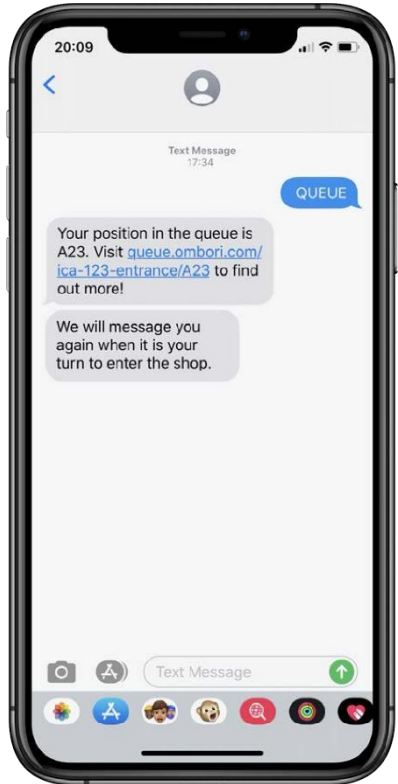 20:09
Text Message
17:34
QUEUE
Your position in the queue is
A23. Visit queue.ombori.com/
ica-123-entrance/A23 to find
out more!
We will message you
again when it is your
turn to enter the shop.
Text Message